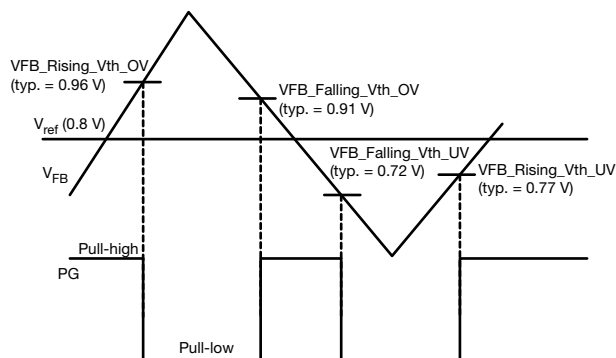 VFB_Rising_Vth_OV
(typ. = 0.96 V)
VFB_Falling_Vth_OV
(typ. = 0.91 V)
Vref (0.8 V)
VFB_Falling_Vth_UV
(typ. = 0.72 V)
VFB_Rising_Vth_UV
(typ. = 0.77 V)
VFB
Pull-high
PG
Pull-low